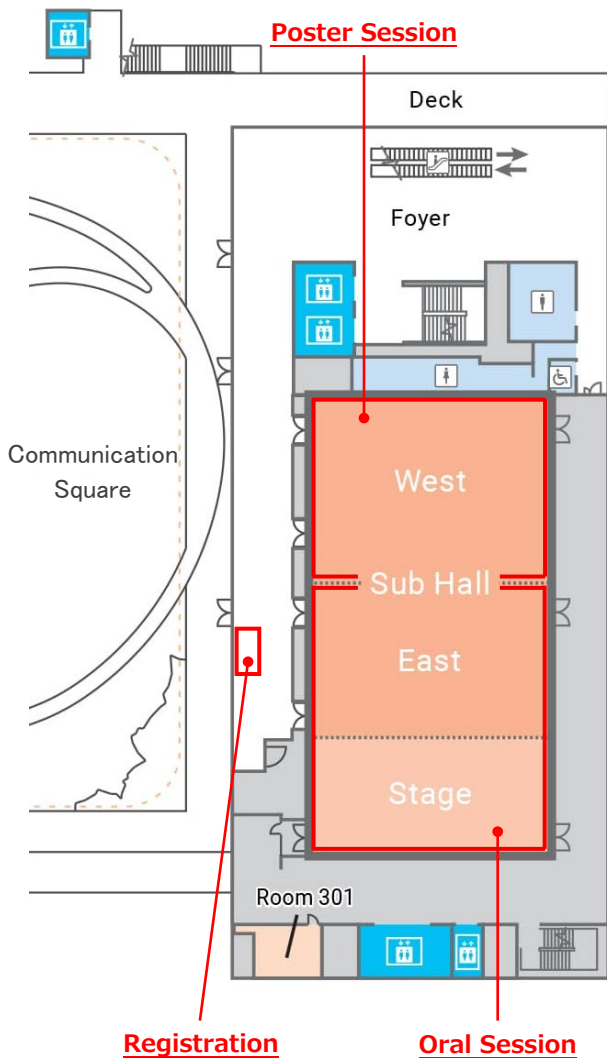 Poster Session
Deck
Foyer
Communication
Square
West
Sub Hall
East
Stage
Room 301
Registration
Oral Session